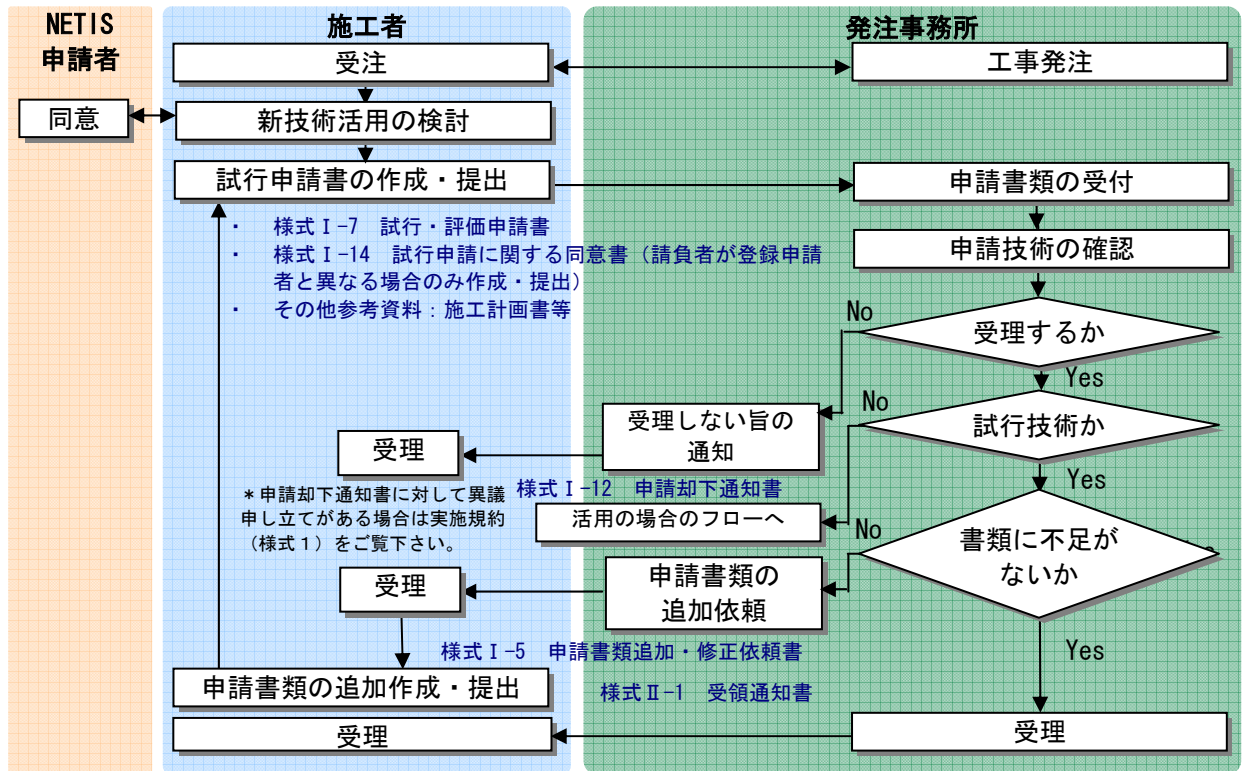 NETIS
申請者
施工者
発注事務所
受注
工事発注
同意
新技術活用の検討
試行申請書の作成・提出
申請書類の受付
・ 様式Ⅰ-7 試行・評価申請書
・ 様式Ⅰ-14 試行申請に関する同意書（請負者が登録申請
者と異なる場合のみ作成・提出）
・ その他参考資料：施工計画書等
申請技術の確認
受理するか
No
Yes
受理しない旨の
通知
試行技術か
No
Yes
受理
様式Ⅰ-12 申請却下通知書
＊申請却下通知書に対して異議
申し立てがある場合は実施規約
（様式１）をご覧下さい。
活用の場合のフローへ
書類に不足が
ないか
No
Yes
申請書類の
追加依頼
受理
様式Ⅰ-5 申請書類追加・修正依頼書
申請書類の追加作成・提出
様式Ⅱ-1 受領通知書
受理
受理